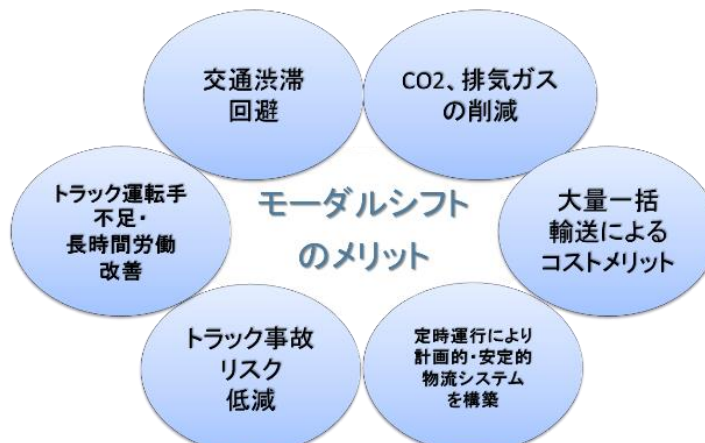 交通渋滞
回避
CO2、排気ガス
の削減
トラック運転手
不足・
長時間労働
改善
モーダルシフト
のメリット
大量一括
輸送による
コストメリット
トラック事故
リスク
低減
定時運行により
計画的・安定的
物流システム
を構築